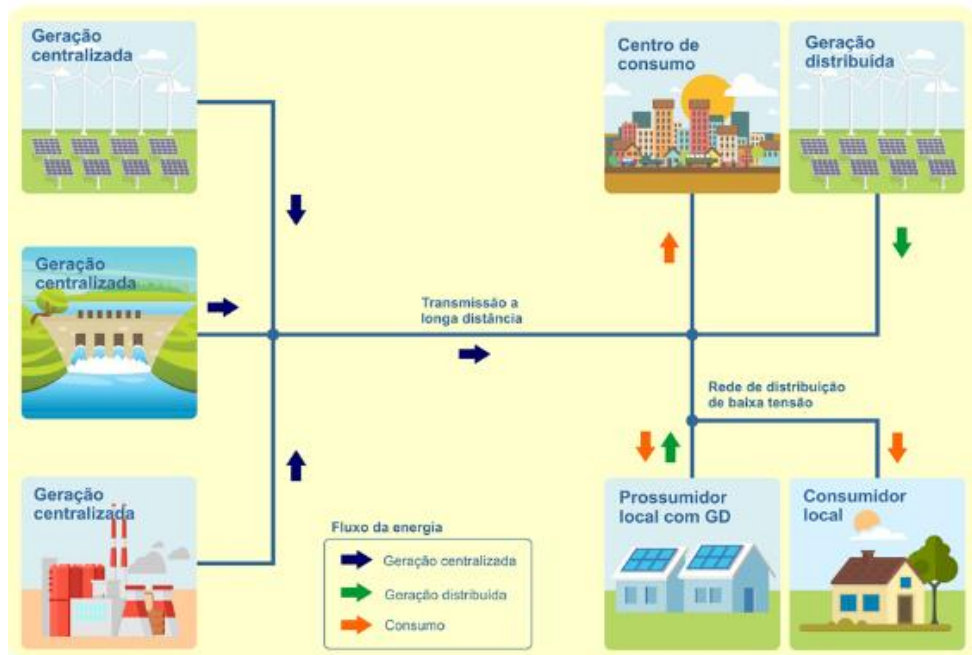 Geração
centralizada
Centro de
consumo
Geração
distribuída
Geração
centralizada
Transmissão a
longa distância
Rede de distribuição
de baixa tensão
Geração
centralizada
Fluxo da energia
Geração centralizada
Geração distribuida
Consumo
Prossumidor
local com GD
Consumidor
local